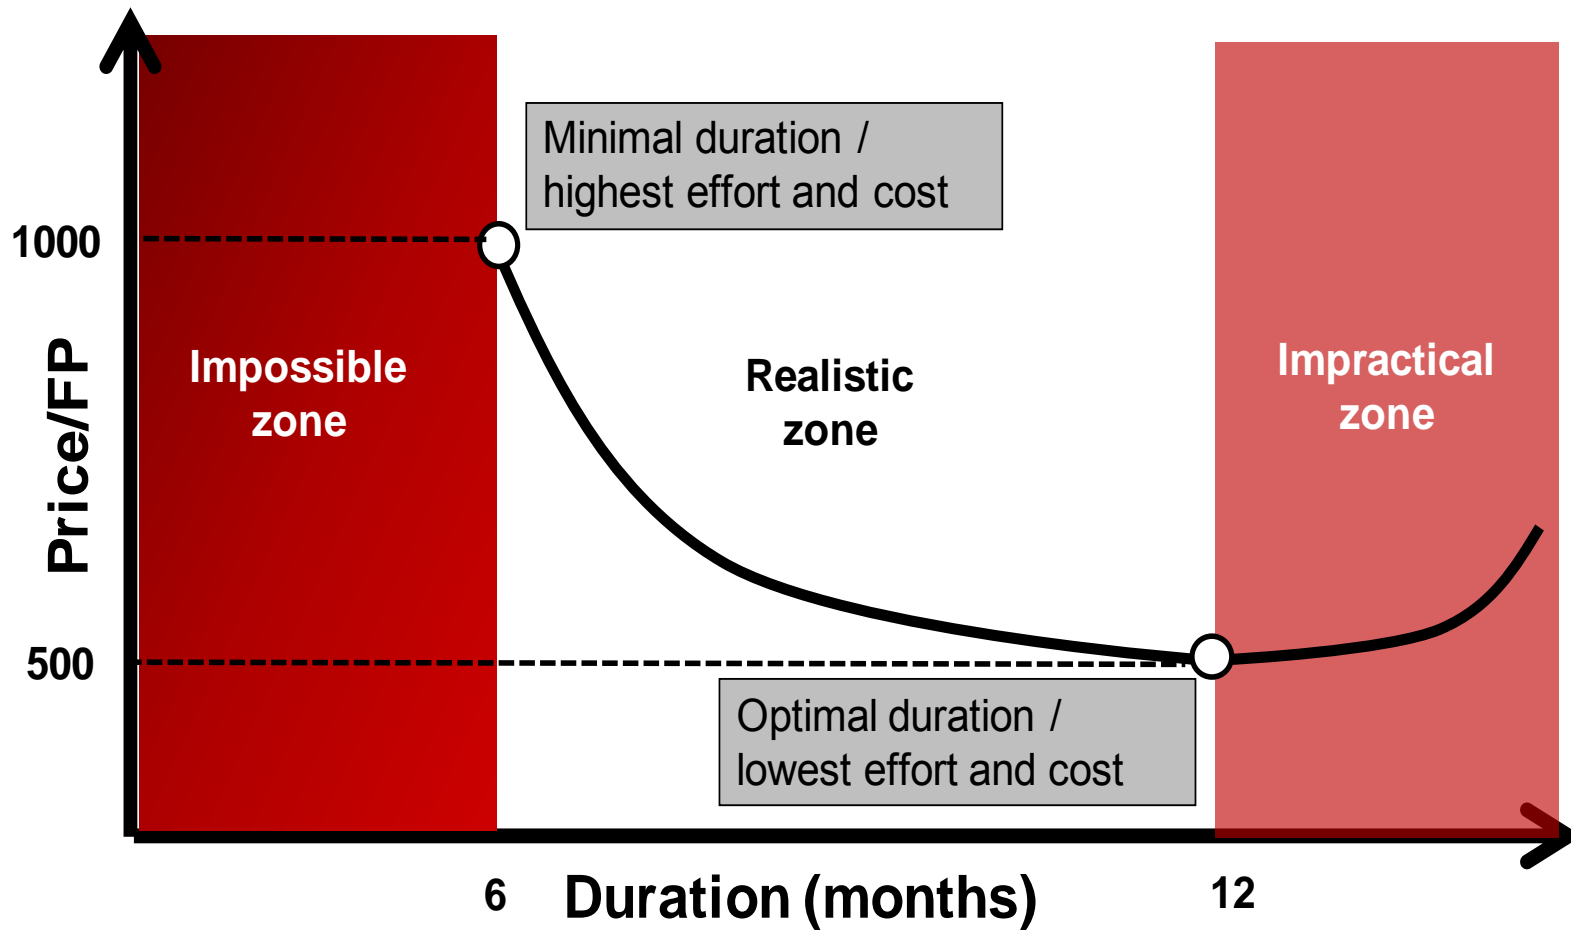 Minimal duration /
highest effort and cost
1000
Price/FP
Impossible
zone
Realistic
zone
Impractical
zone
500
Optimal duration /
lowest effort and cost
6
Duration (months)
12